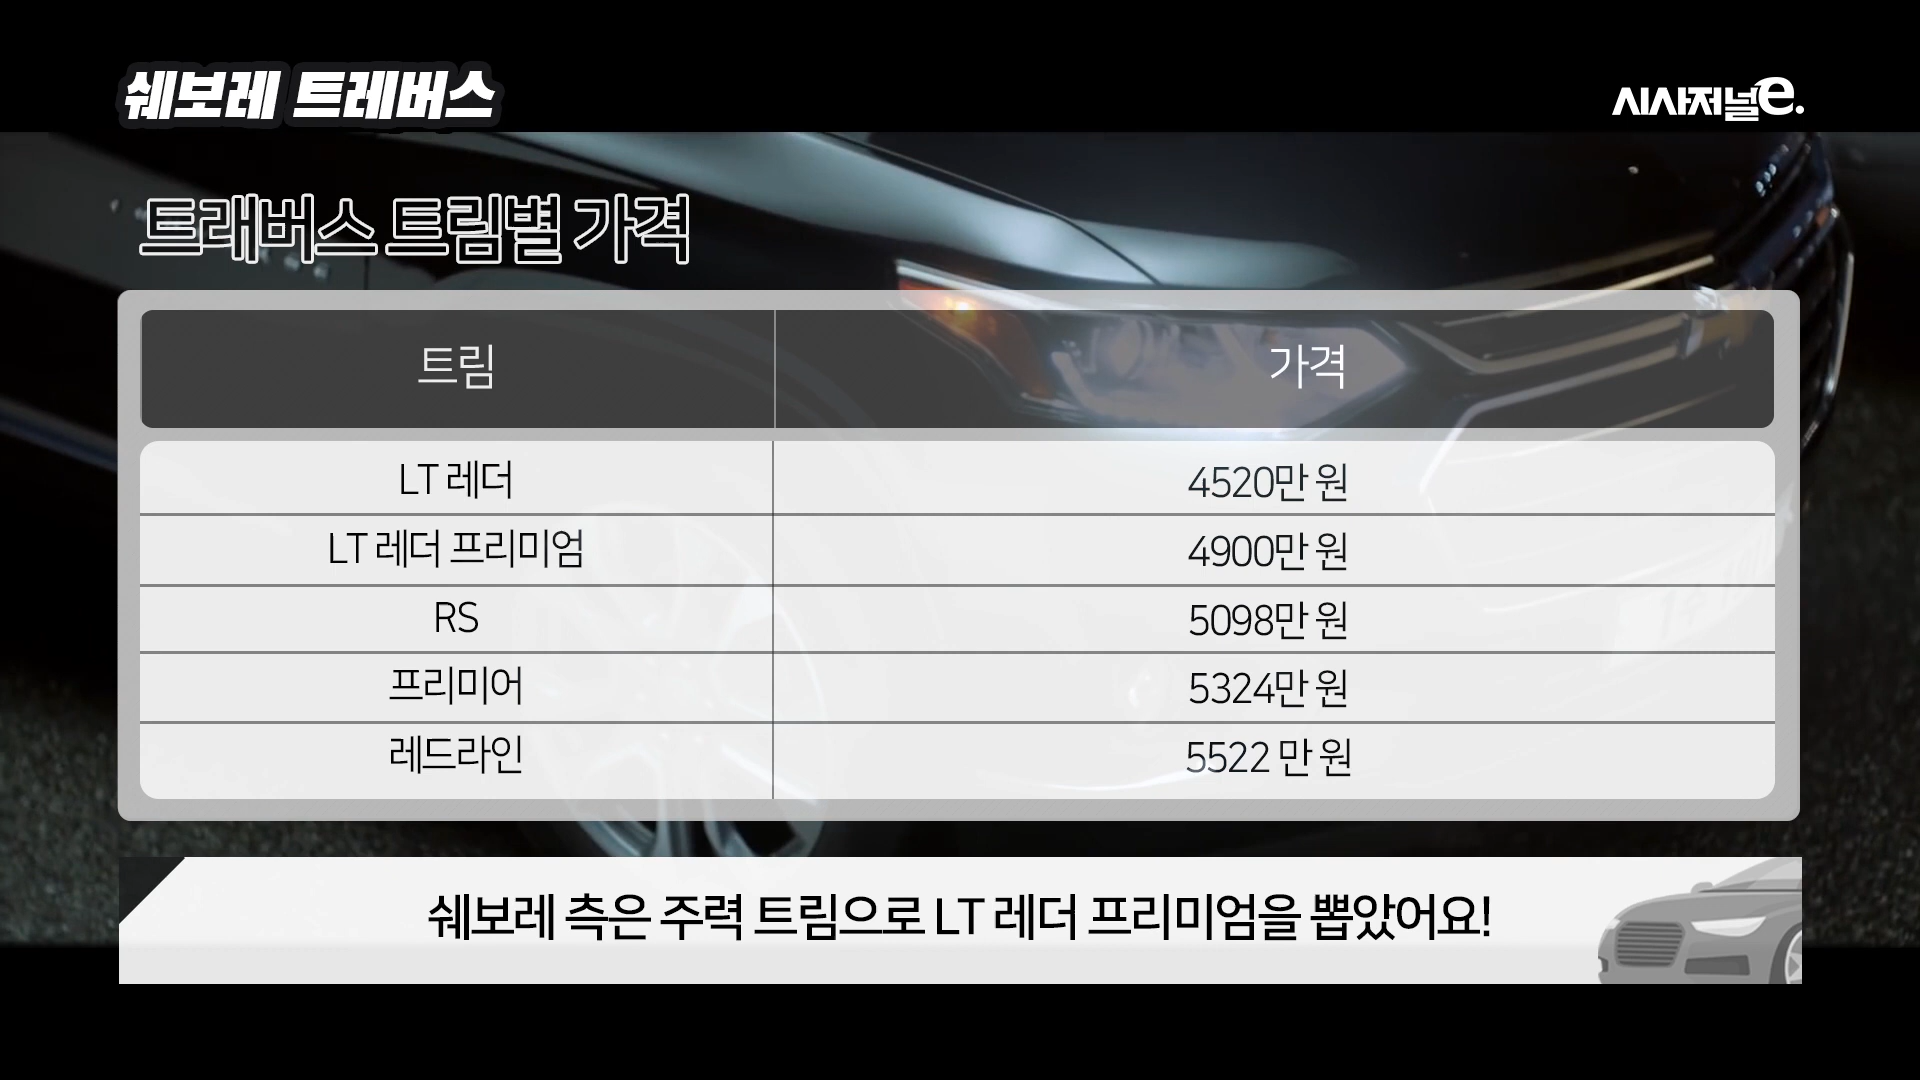 쉐보레 트레버스
시사저널e.
트래버스 트림별 가격
트림 가격
LT 레더 4520만 원
LT 레더 프리미엄 4900만 원
RS 5098만 원
프리미어 5324만 원
레드라인 5522 만 원
쉐보레 측은 주력 트림으로 LT 레더 프리미엄을 뽑았어요!